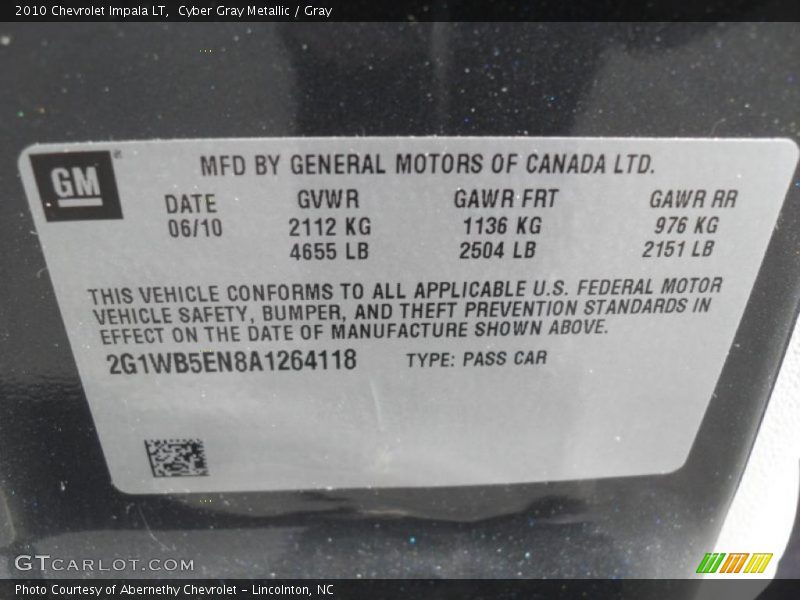 2010 Chevrolet Impala LT,  Cyber Gray Metallic / Gray
GM
MFD BY GENERAL MOTORS OF CANADA LTD.
DATE GVWR GAWR FRT GAWR RR
06/10 2112 KG 1136 KG 976 KG
4655 LB 2504 LB 2151 LB
THIS VEHICLE CONFORMS TO ALL APPLICABLE U.S. FEDERAL MOTOR
VEHICLE SAFETY, BUMPER, AND THEFT PREVENTION STANDARDS IN
EFFECT ON THE DATE OF MANUFACTURE SHOWN ABOVE.
2G1WB5EN8A1264118 TYPE: PASS CAR
GTCARLOT.COM
Photo Courtesy of Abernethy Chevrolet - Lincolnton, NC